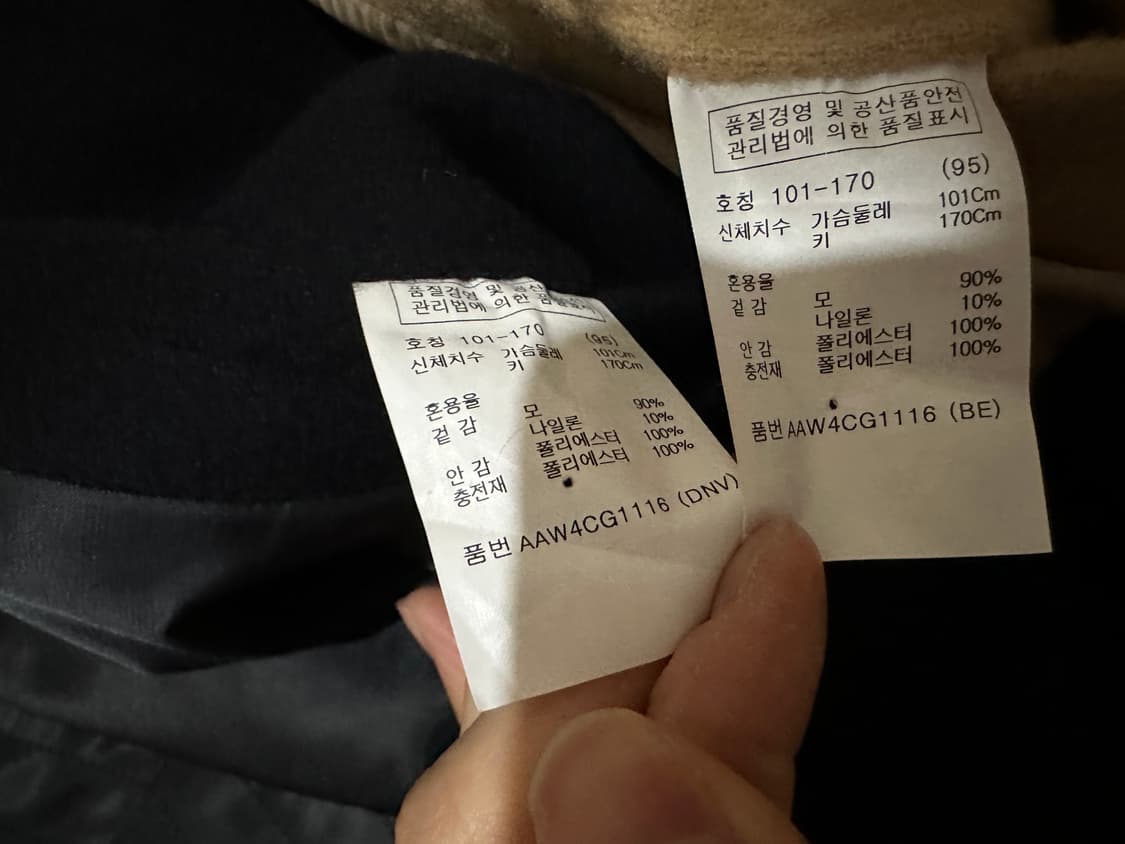 품질경영 및 공산품안전
관리법에 의한 품질표시
호칭 101-170 (95)
신체치수 가슴둘레 101Cm
키 170Cm
혼용율
겉감 모 90%
나일론 10%
안감 폴리에스터 100%
충전재 폴리에스터 100%
품번 AAW4CG1116 (BE)
품질경영 및
관리법에 의한
호칭 101-170 (95)
신체치수 가슴둘레 101Cm
키 170Cm
혼용율
겉감 모 90%
나일론 10%
안감 폴리에스터 100%
충전재 폴리에스터 100%
품번 AAW4CG1116 (DNV)